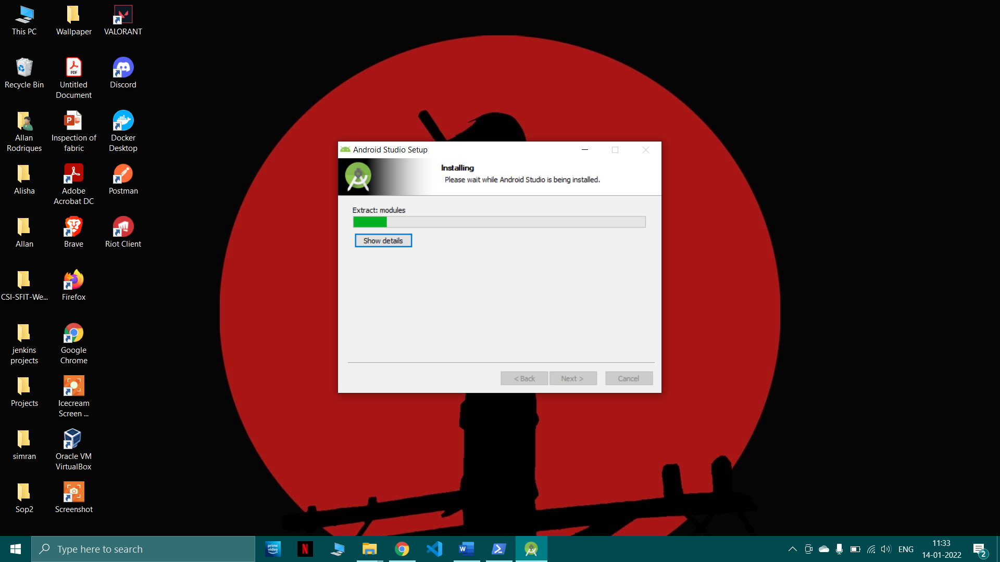 This PC
Wallpaper
VALORANT
Recycle Bin
PDF
Untitled
Document
Discord
Allan
Rodriques
P
Inspection of
fabric
Docker
Desktop
Alisha
Adobe
Acrobat DC
Postman
Allan
Brave
Riot Client
CSI-SFIT-We...
Firefox
jenkins
projects
Google
Chrome
Projects
Icecream
Screen ...
simran
Oracle VM
VirtualBox
Sop2
Screenshot
Android Studio Setup
Installing
Please wait while Android Studio is being installed.
Extract: modules
Show details
< Back
Next >
Cancel
Type here to search
prime
video
N
W
ENG
11:33
14-01-2022
2